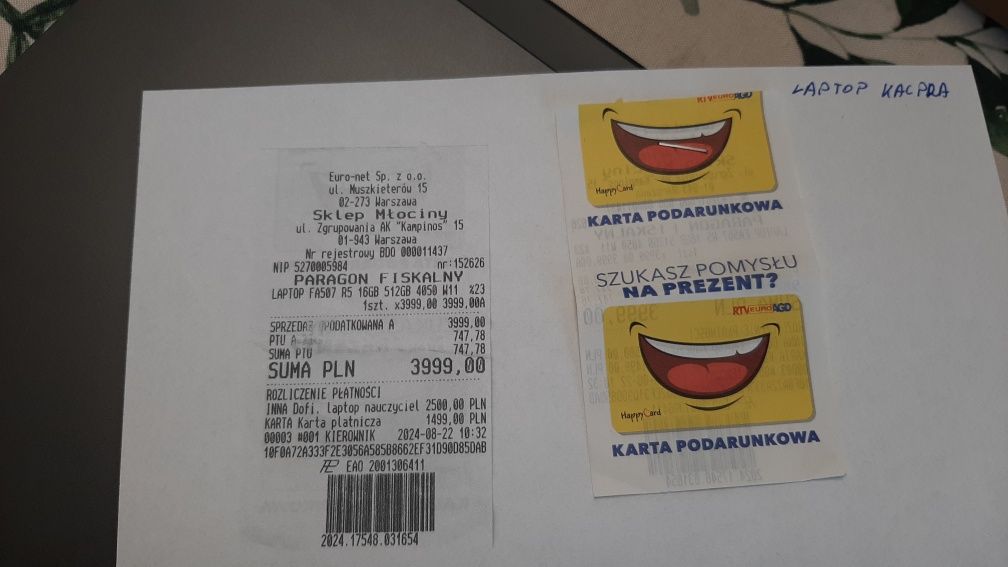 LAPTOP KACPRA
Euro-net Sp. z o.o.
ul. Muszkieterów 15
02-273 Warszawa
Sklep Młociny
ul. Zgrupowania AK "Kampinos" 15
01-943 Warszawa
Nr rejestrowy BDO 000011437
NIP 5270005984 nr:152626
PARAGON FISKALNY
LAPTOP FA507 R5 16GB 512GB 4050 W11 %23
1szt. x3999,00 3999,00A
SPRZEDAŻ OPODATKOWANA A 3999,00
PTU A 747,78
SUMA PTU 747,78
SUMA PLN 3999,00
ROZLICZENIE PŁATNOŚCI
INNA Dofi. laptop nauczyciel 2500,00 PLN
KARTA Karta płatnicza 1499,00 PLN
00003 #001 KIEROWNIK 2024-08-22 10:32
EAO 2001306411
2024.17548.031654
RTV EURO AGD
HappyCard
KARTA PODARUNKOWA
SZUKASZ POMYSŁU
NA PREZENT?
RTV EURO AGD
HappyCard
KARTA PODARUNKOWA